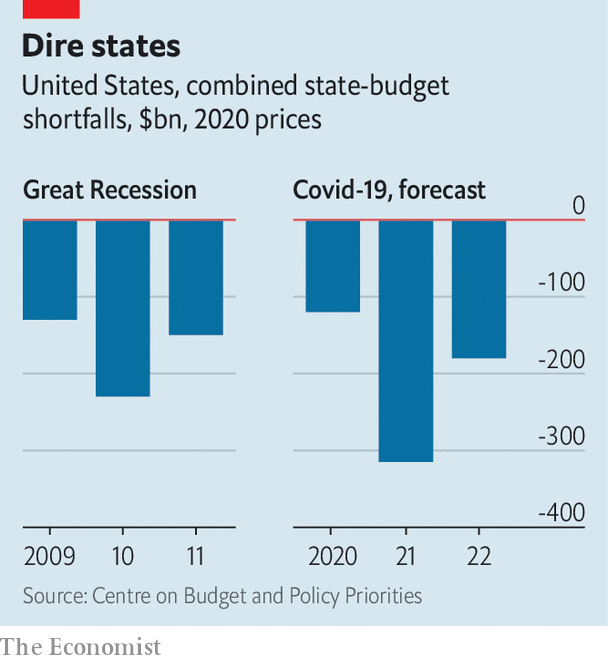 Dire states
United States, combined state-budget
shortfalls, $bn, 2020 prices
Great Recession
Covid-19, forecast
0
-100
-200
-300
-400
2009 10 11
2020 21 22
Source: Centre on Budget and Policy Priorities
The Economist